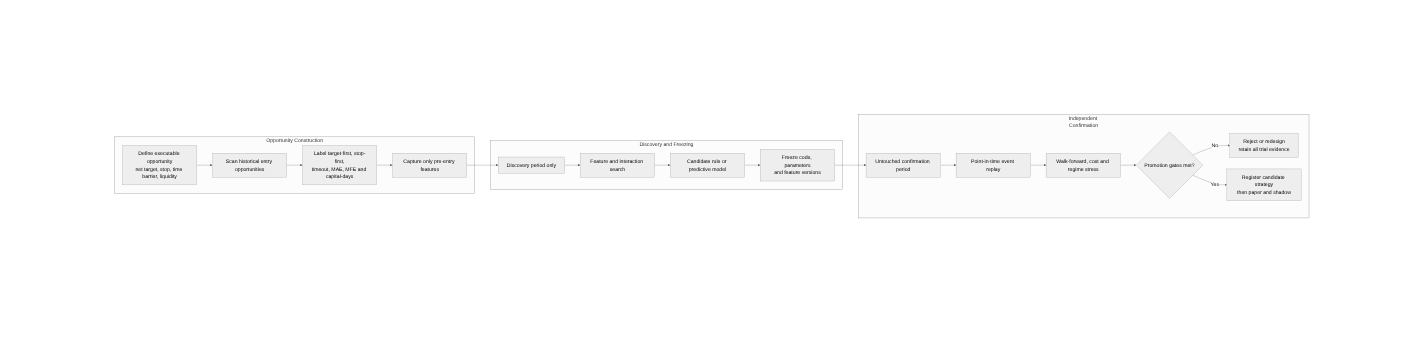 Opportunity Construction
Define executable
opportunity
net target, stop, time
barrier, liquidity
Scan historical entry
opportunities
Label target-first, stop-
first,
timeout, MAE, MFE and
capital-days
Capture only pre-entry
features
Discovery and Freezing
Discovery period only
Feature and interaction
search
Candidate rule or
predictive model
Freeze code,
parameters
and feature versions
Independent
Confirmation
Untouched confirmation
period
Point-in-time event
replay
Walk-forward, cost and
regime stress
Promotion gates met?
No
Reject or redesign
retain all trial evidence
Yes
Register candidate
strategy
then paper and shadow